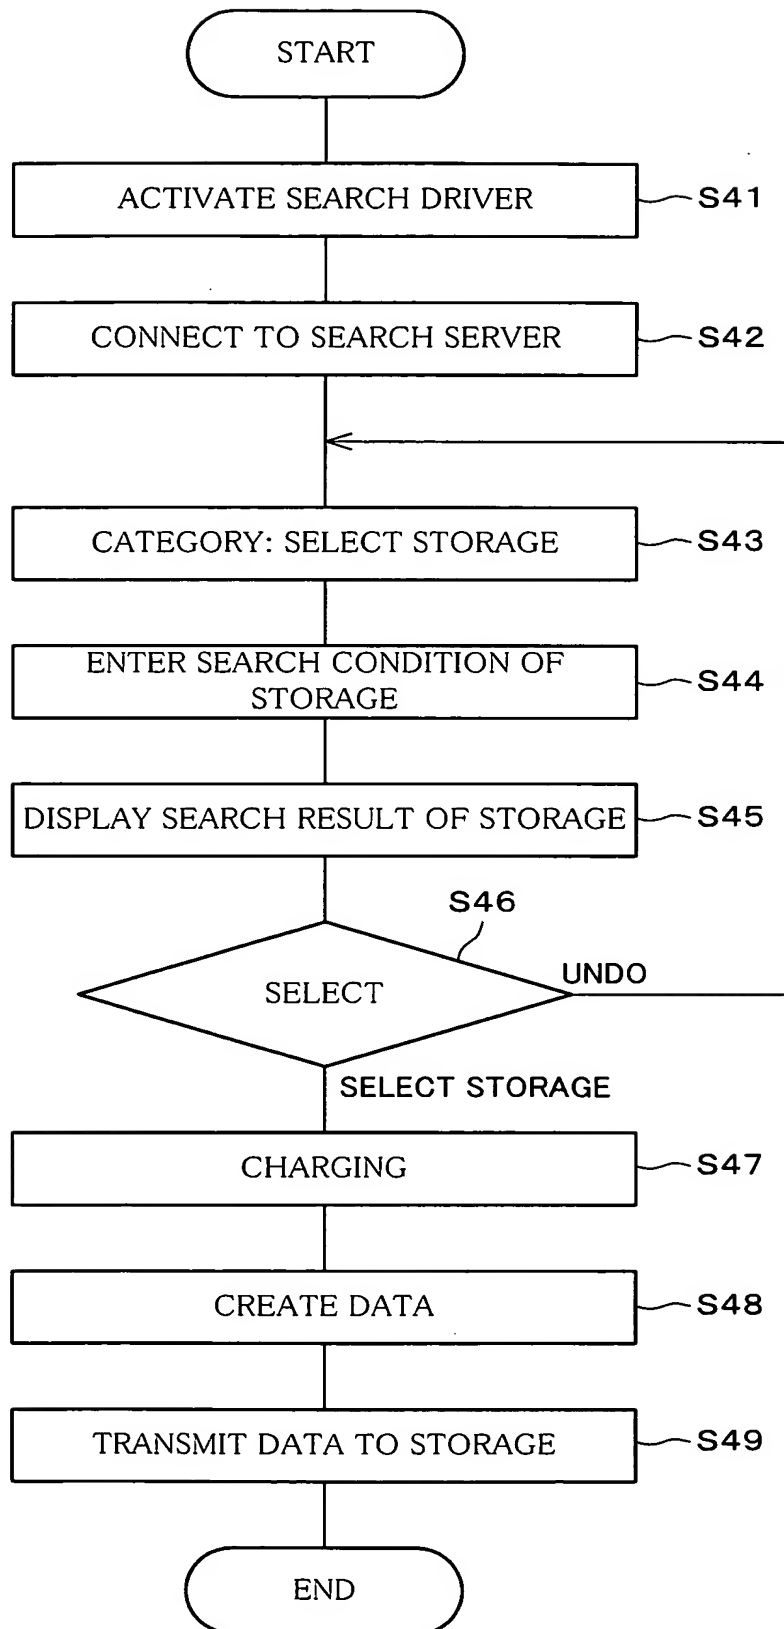 START
ACTIVATE SEARCH DRIVER
S41
CONNECT TO SEARCH SERVER
S42
CATEGORY: SELECT STORAGE
S43
ENTER SEARCH CONDITION OF
STORAGE
S44
DISPLAY SEARCH RESULT OF STORAGE
S45
S46
SELECT
UNDO
SELECT STORAGE
CHARGING
S47
CREATE DATA
S48
TRANSMIT DATA TO STORAGE
S49
END